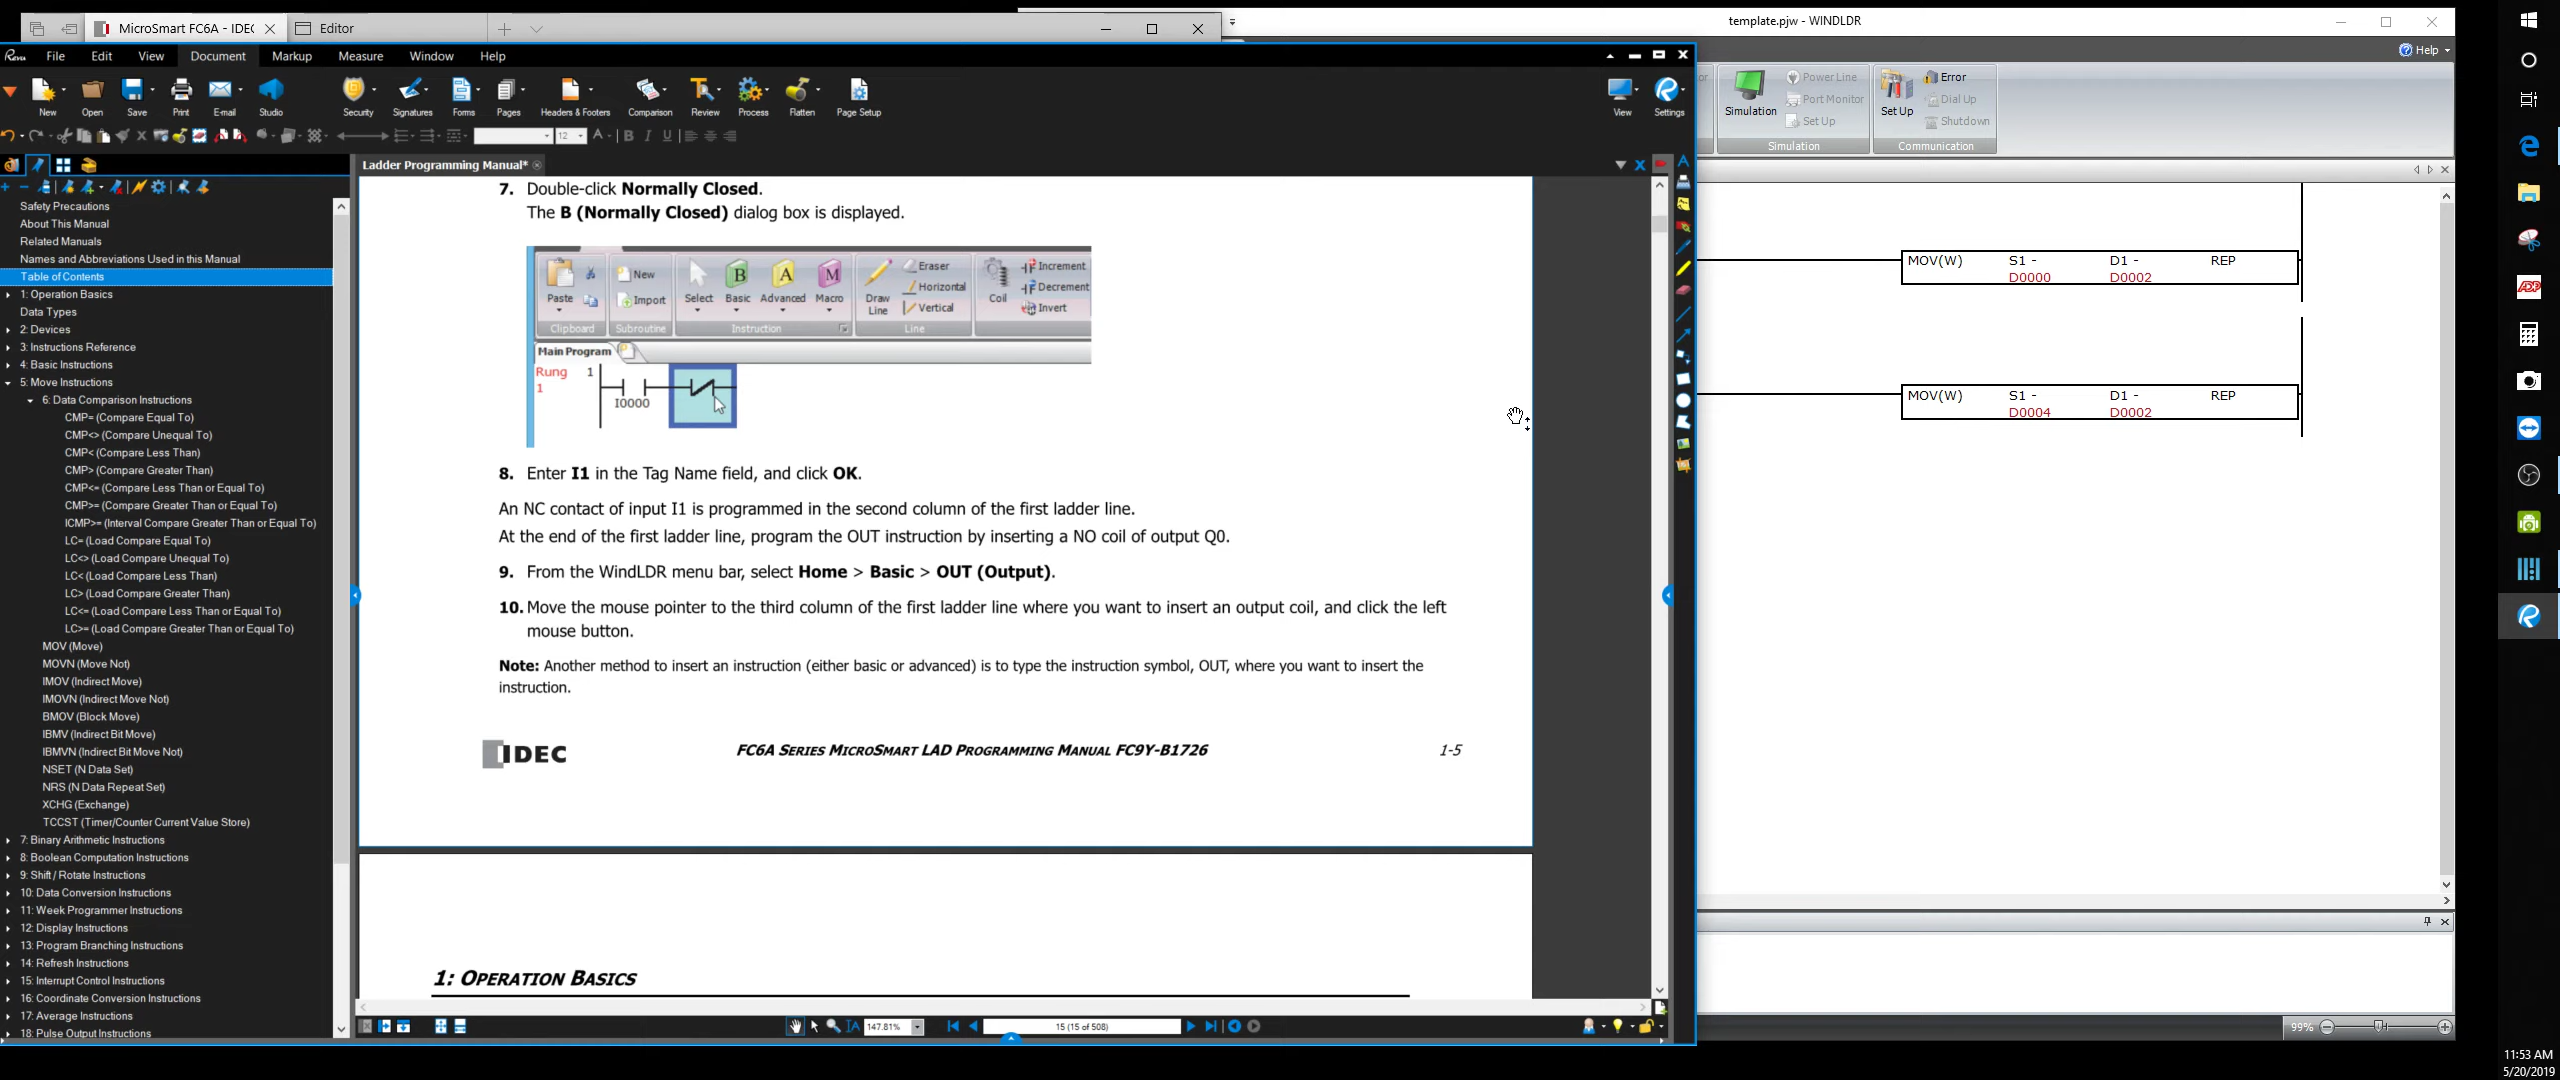 MicroSmart FC6A - IDEC
Editor
template.pjw - WINDLDR
File Edit View Document Markup Measure Window Help
Help
New Open Save Print E-mail Studio Security Signatures Forms Pages Headers & Footers Comparison Review Process Flatten Page Setup View Settings
Simulation
Power Line
Port Monitor
Set Up
Simulation
Set Up
Error
Dial Up
Shutdown
Communication
12
Ladder Programming Manual*
Safety Precautions
About This Manual
Related Manuals
Names and Abbreviations Used in this Manual
Table of Contents
1: Operation Basics
Data Types
2: Devices
3: Instructions Reference
4: Basic Instructions
5: Move Instructions
6: Data Comparison Instructions
CMP= (Compare Equal To)
CMP<> (Compare Unequal To)
CMP< (Compare Less Than)
CMP> (Compare Greater Than)
CMP<= (Compare Less Than or Equal To)
CMP>= (Compare Greater Than or Equal To)
ICMP>= (Interval Compare Greater Than or Equal To)
LC= (Load Compare Equal To)
LC<> (Load Compare Unequal To)
LC< (Load Compare Less Than)
LC> (Load Compare Greater Than)
LC<= (Load Compare Less Than or Equal To)
LC>= (Load Compare Greater Than or Equal To)
MOV (Move)
MOVN (Move Not)
IMOV (Indirect Move)
IMOVN (Indirect Move Not)
BMOV (Block Move)
IBMV (Indirect Bit Move)
IBMVN (Indirect Bit Move Not)
NSET (N Data Set)
NRS (N Data Repeat Set)
XCHG (Exchange)
TCCST (Timer/Counter Current Value Store)
7: Binary Arithmetic Instructions
8: Boolean Computation Instructions
9: Shift / Rotate Instructions
10: Data Conversion Instructions
11: Week Programmer Instructions
12: Display Instructions
13: Program Branching Instructions
14: Refresh Instructions
15: Interrupt Control Instructions
16: Coordinate Conversion Instructions
17: Average Instructions
18: Pulse Output Instructions
7. Double-click Normally Closed.
The B (Normally Closed) dialog box is displayed.
Paste
Clipboard
New
Import
Subroutine
Select Basic Advanced Macro
Instruction
Draw Line
Eraser
Horizontal
Vertical
Line
Coil
Increment
Decrement
Invert
Main Program
Rung 1
1
I0000
8. Enter I1 in the Tag Name field, and click OK.
An NC contact of input I1 is programmed in the second column of the first ladder line.
At the end of the first ladder line, program the OUT instruction by inserting a NO coil of output Q0.
9. From the WindLDR menu bar, select Home > Basic > OUT (Output).
10. Move the mouse pointer to the third column of the first ladder line where you want to insert an output coil, and click the left
mouse button.
Note: Another method to insert an instruction (either basic or advanced) is to type the instruction symbol, OUT, where you want to insert the
instruction.
IDEC
FC6A SERIES MICROSMART LAD PROGRAMMING MANUAL FC9Y-B1726
1-5
1: OPERATION BASICS
147.81%
15 (15 of 508)
MOV(W) S1 - D1 - REP
D0000 D0002
MOV(W) S1 - D1 - REP
D0004 D0002
99%
ADP
11:53 AM
5/20/2019